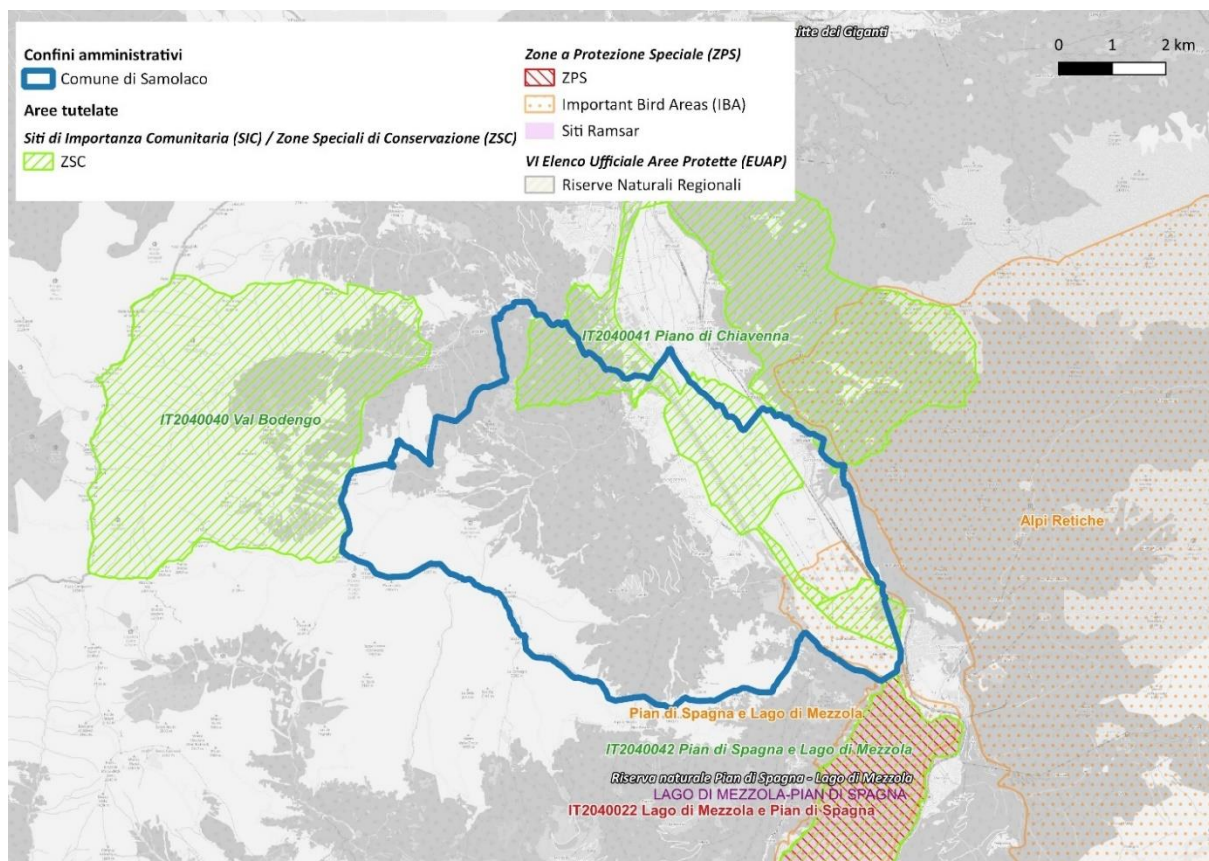 Confini amministrativi
Comune di Samolaco
Aree tutelate
Siti di Importanza Comunitaria (SIC) / Zone Speciali di Conservazione (ZSC)
ZSC
Zone a Protezione Speciale (ZPS)
ZPS
Important Bird Areas (IBA)
Siti Ramsar
VI Elenco Ufficiale Aree Protette (EUAP)
Riserve Naturali Regionali
dei Giganti
0 1 2 km
IT2040041 Piano di Chiavenna
IT2040040 Val Bodengo
Alpi Retiche
Pian di Spagna e Lago di Mezzola
IT2040042 Pian di Spagna e Lago di Mezzola
Riserva naturale Pian di Spagna - Lago di Mezzola
LAGO DI MEZZOLA-PIAN DI SPAGNA
IT2040022 Lago di Mezzola e Pian di Spagna